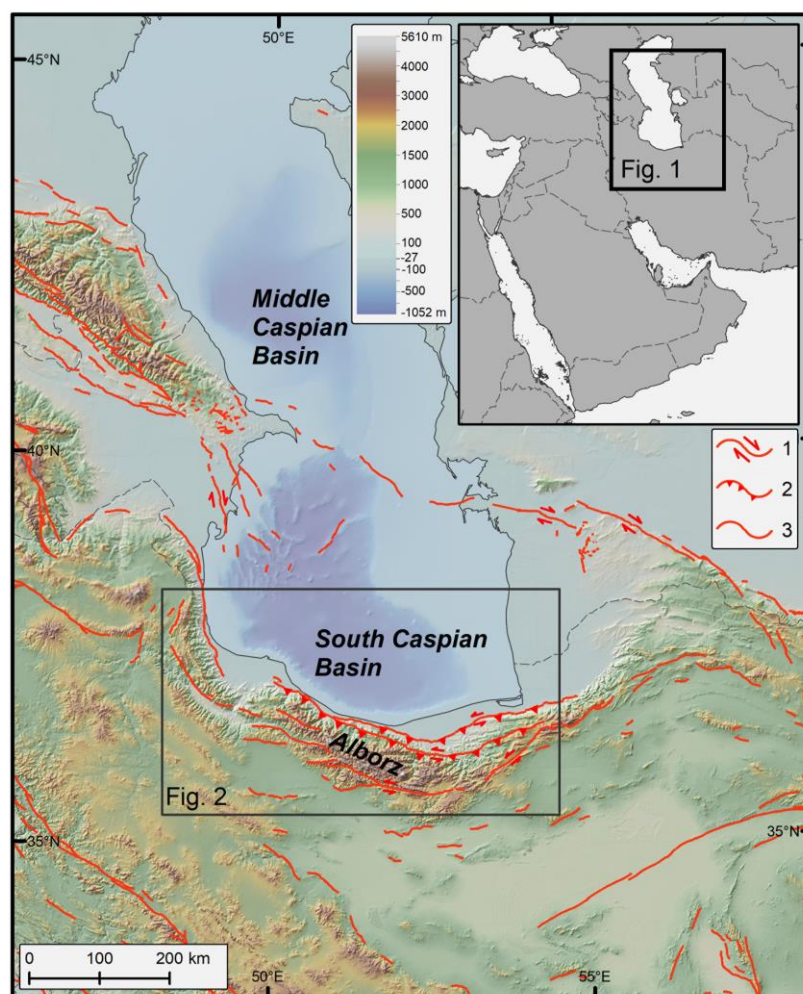 50°E
45°N
5610 m
4000
3000
2000
1500
1000
500
100
-27
-100
-500
-1052 m
Fig. 1
Middle
Caspian
Basin
40°N
1
2
3
South Caspian
Basin
Alborz
Fig. 2
35°N
35°N
0 100 200 km
50°E
55°E